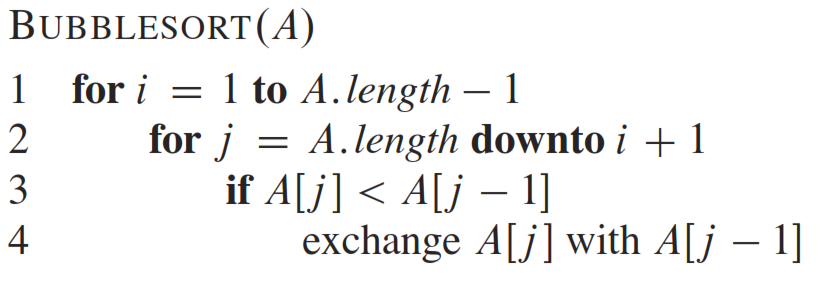 BUBBLESORT(A)
1 for i = 1 to A.length − 1
2 for j = A.length downto i + 1
3 if A[j] < A[j − 1]
4 exchange A[j] with A[j − 1]